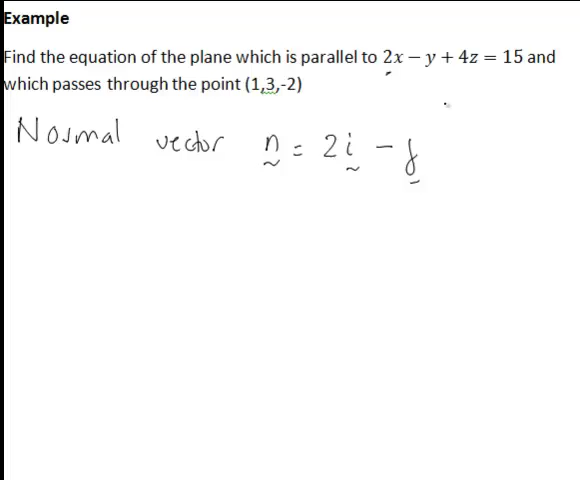 Example
Find the equation of the plane which is parallel to 2x − y + 4z = 15 and
which passes through the point (1,3,-2)
Normal vector n = 2i − j